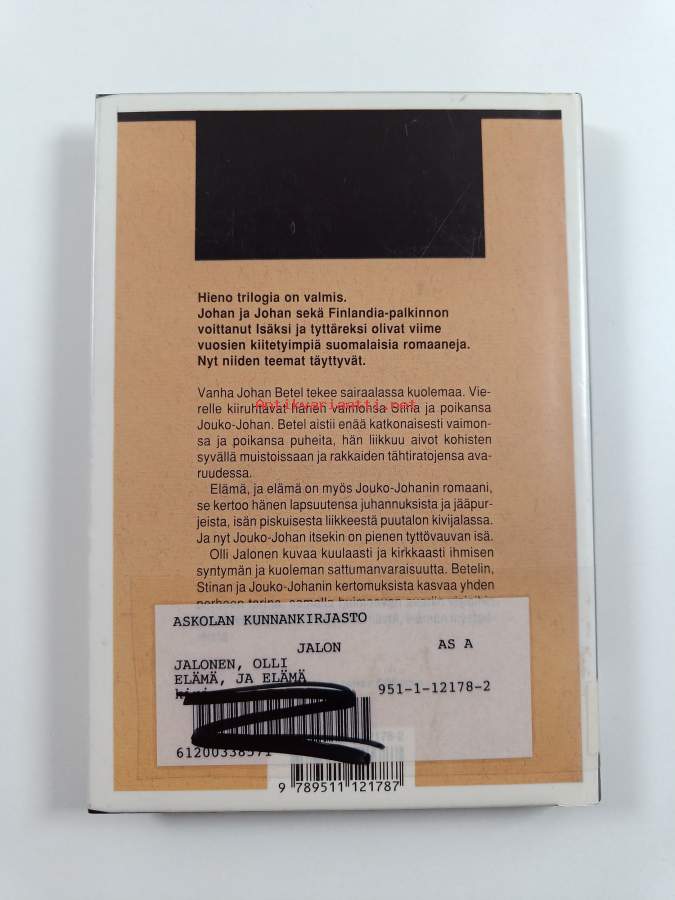 Hieno trilogia on valmis.
Johan ja Johan sekä Finlandia-palkinnon
voittanut Isäksi ja tyttäreksi olivat viime
vuosien kiitetyimpiä suomalaisia romaaneja.
Nyt niiden teemat täyttyvät.
Vanha Johan Betel tekee sairaalassa kuolemaa. Vie-
relle kiiruhtavat hänen vaimonsa Stina ja poikansa
Antikvariaatti.net
Jouko-Johan. Betel aistii enää katkonaisesti vaimon-
sa ja poikansa puheita, hän liikkuu aivot kohisten
syvällä muistoissaan ja rakkaiden tähtiratojensa ava-
ruudessa.
Elämä, ja elämä on myös Jouko-Johanin romaani,
se kertoo hänen lapsuutensa juhannuksista ja jääpur-
jeista, isän piskuisesta liikkeestä puutalon kivijalassa.
Ja nyt Jouko-Johan itsekin on pienen tyttövauvan isä.
Olli Jalonen kuvaa kuulaasti ja kirkkaasti ihmisen
syntymän ja kuoleman sattumanvaraisuutta. Betelin,
Stinan ja Jouko-Johanin kertomuksista kasvaa yhden
perheen tarina, samalla
ASKOLAN KUNNANKIRJASTO
JALON AS A
JALONEN, OLLI
ELÄMÄ, JA ELÄMÄ
951-1-12178-2
61200338571
9 789511 121787